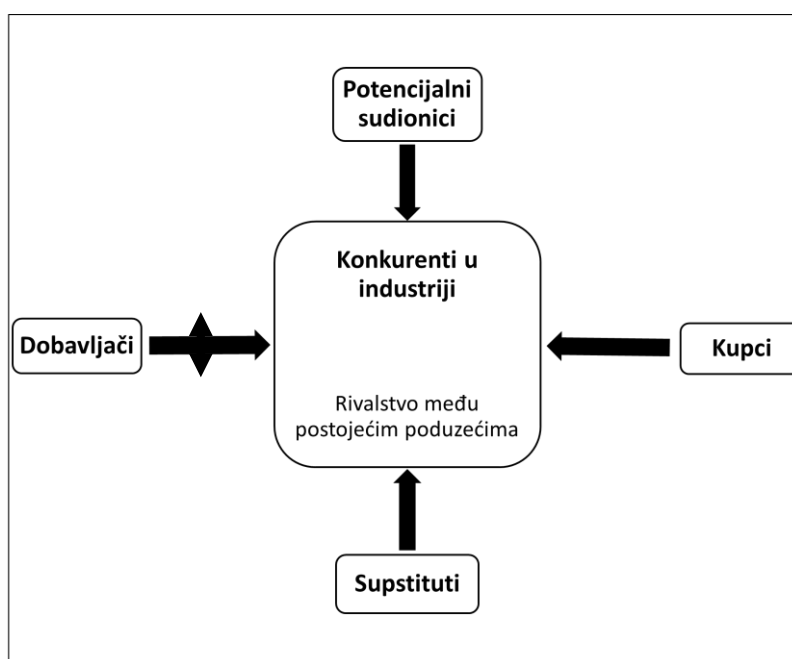 Potencijalni
sudionici
Konkurenti u
industriji
Dobavljači
Kupci
Rivalstvo među
postojećim poduzećima
Supstituti